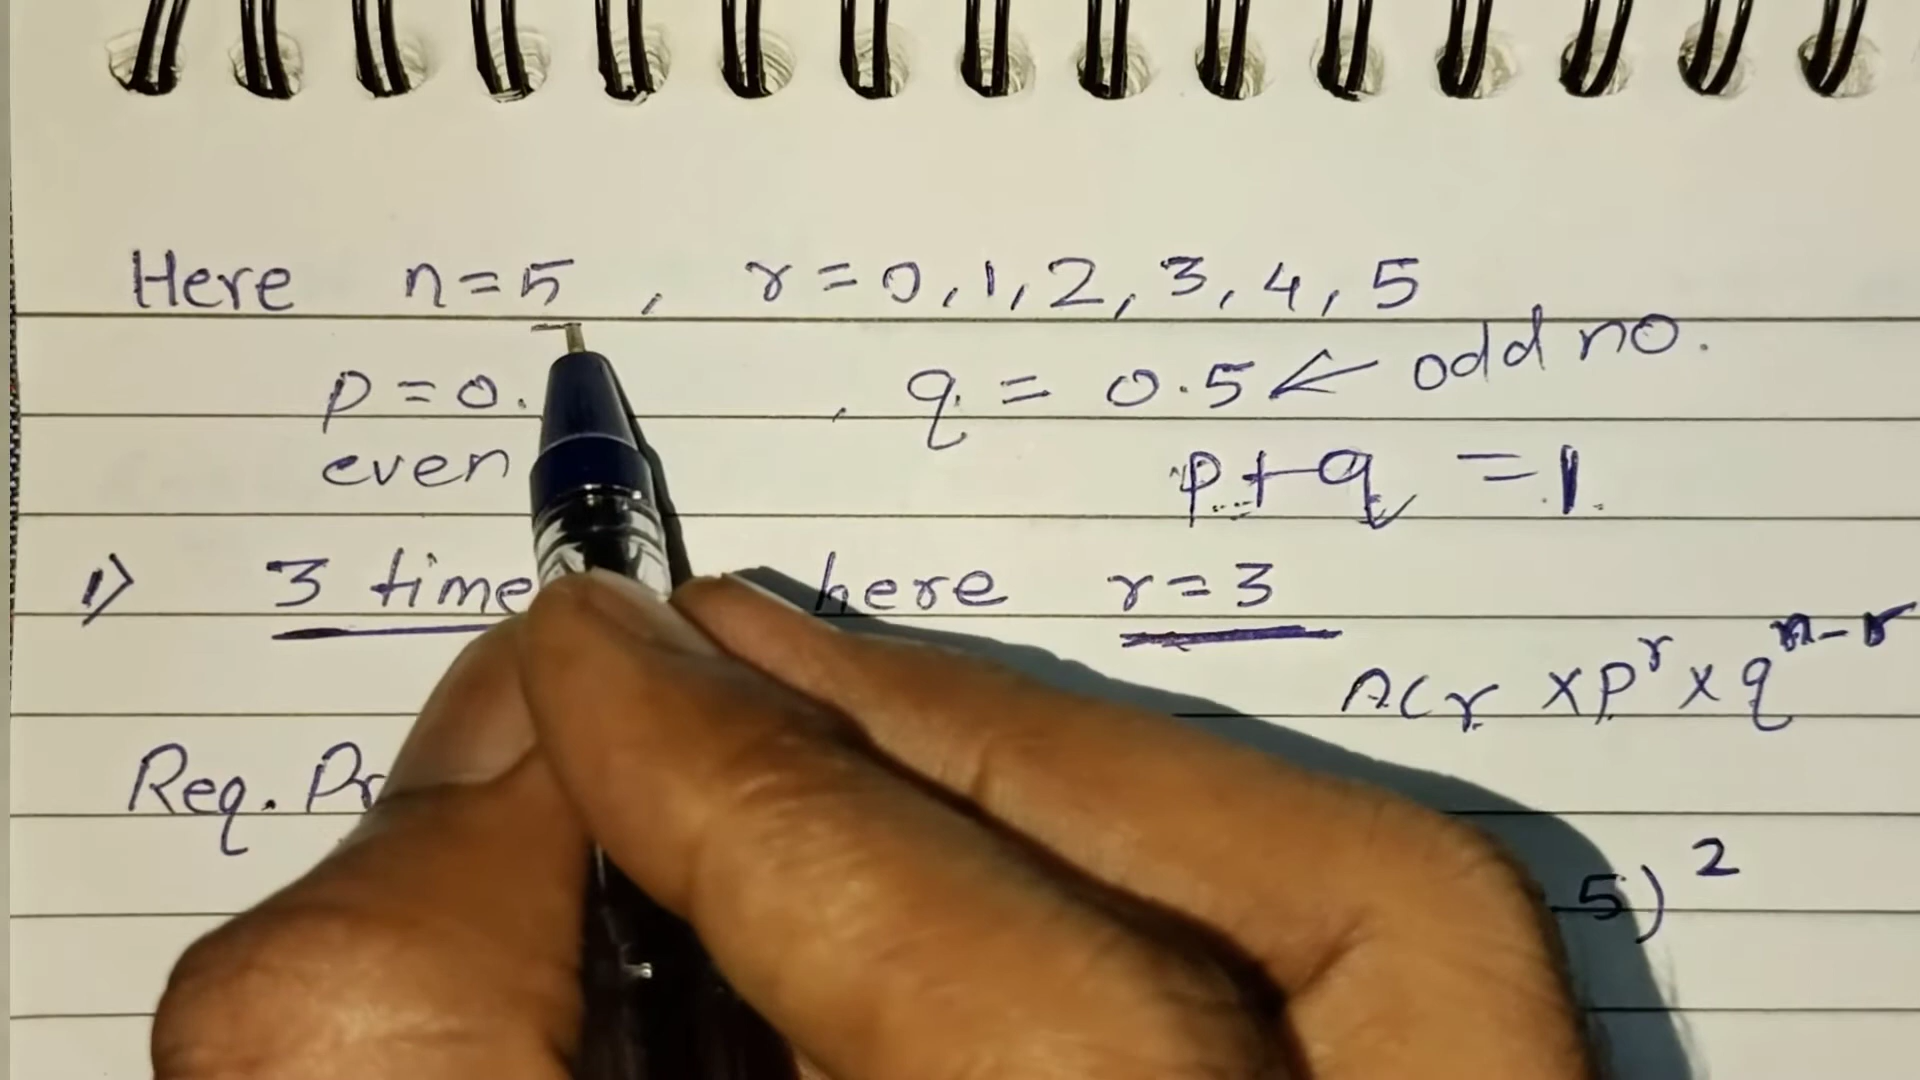 Here n=5, r=0,1,2,3,4,5
p=0. , q = 0.5 ← odd no.
even p+q =1
1) 3 time here r=3
nCr ×p^r×q^n-r
Req. Pr
5)^2